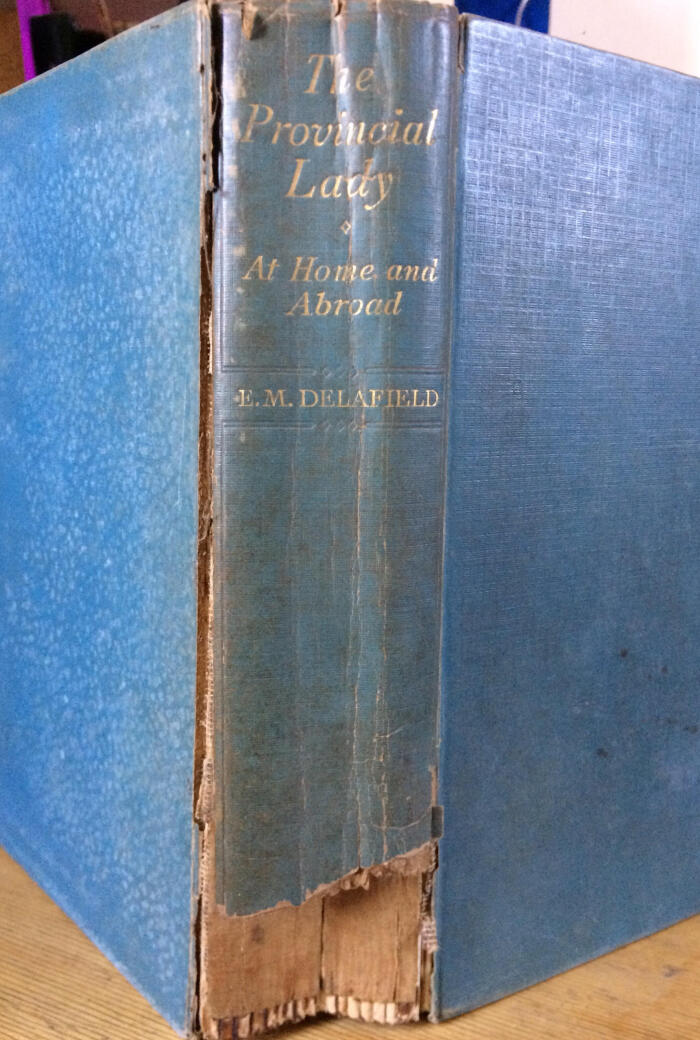 The
Provincial
Lady
At Home and
Abroad
E. M. DELAFIELD